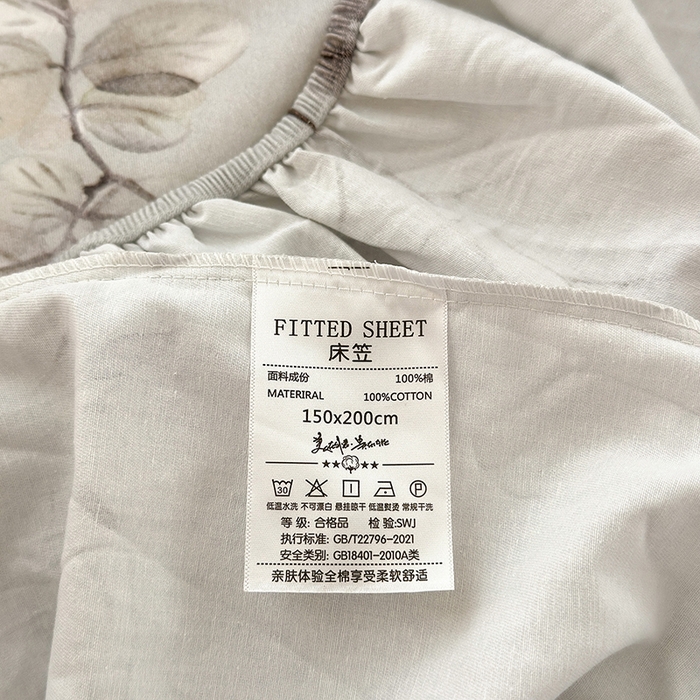 FITTED SHEET
床笠
面料成份 100%棉
MATERIRAL 100%COTTON
150x200cm
30 P
低温水洗 不可漂白 悬挂晾干 低温熨烫 常规干洗
等 级: 合格品 检 验:SWJ
执行标准: GB/T22796-2021
安全类别: GB18401-2010A类
亲肤体验全棉享受柔软舒适